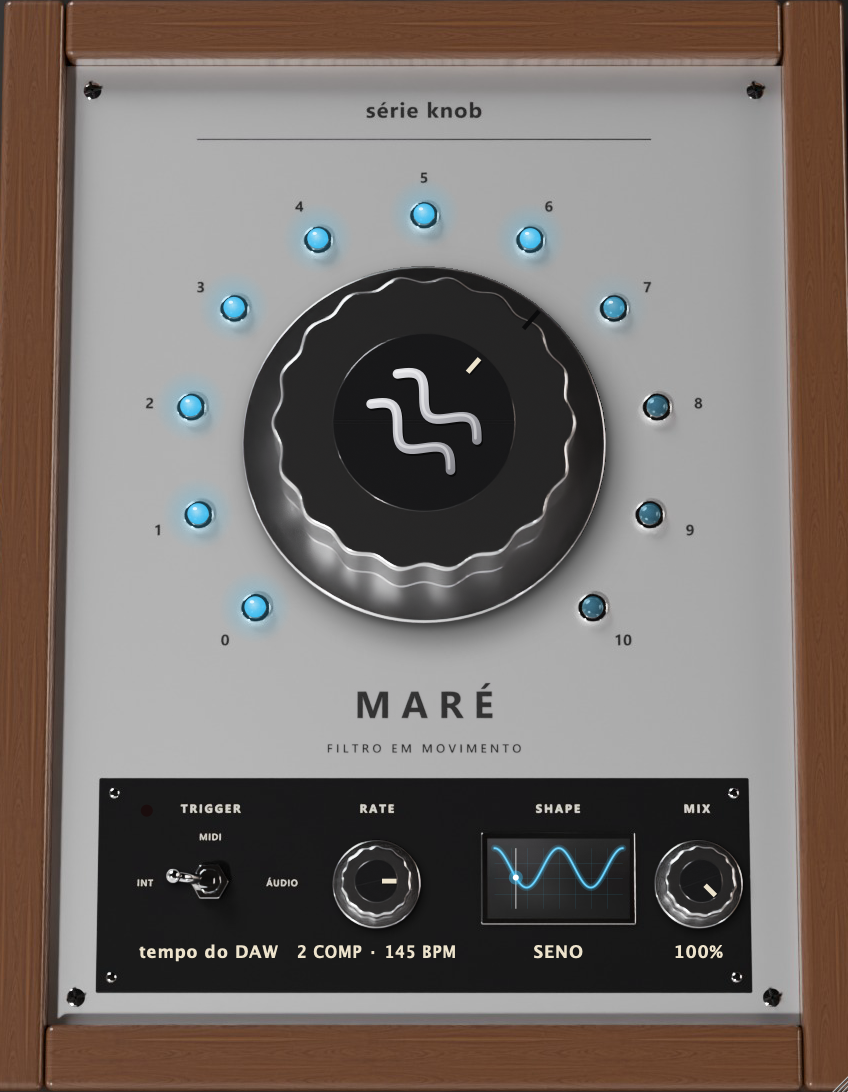 série knob
5
4
6
3
7
2
8
1
9
0
10
MARÉ
FILTRO EM MOVIMENTO
TRIGGER
RATE
SHAPE
MIX
MIDI
INT
ÁUDIO
tempo do DAW
2 COMP · 145 BPM
SENO
100%